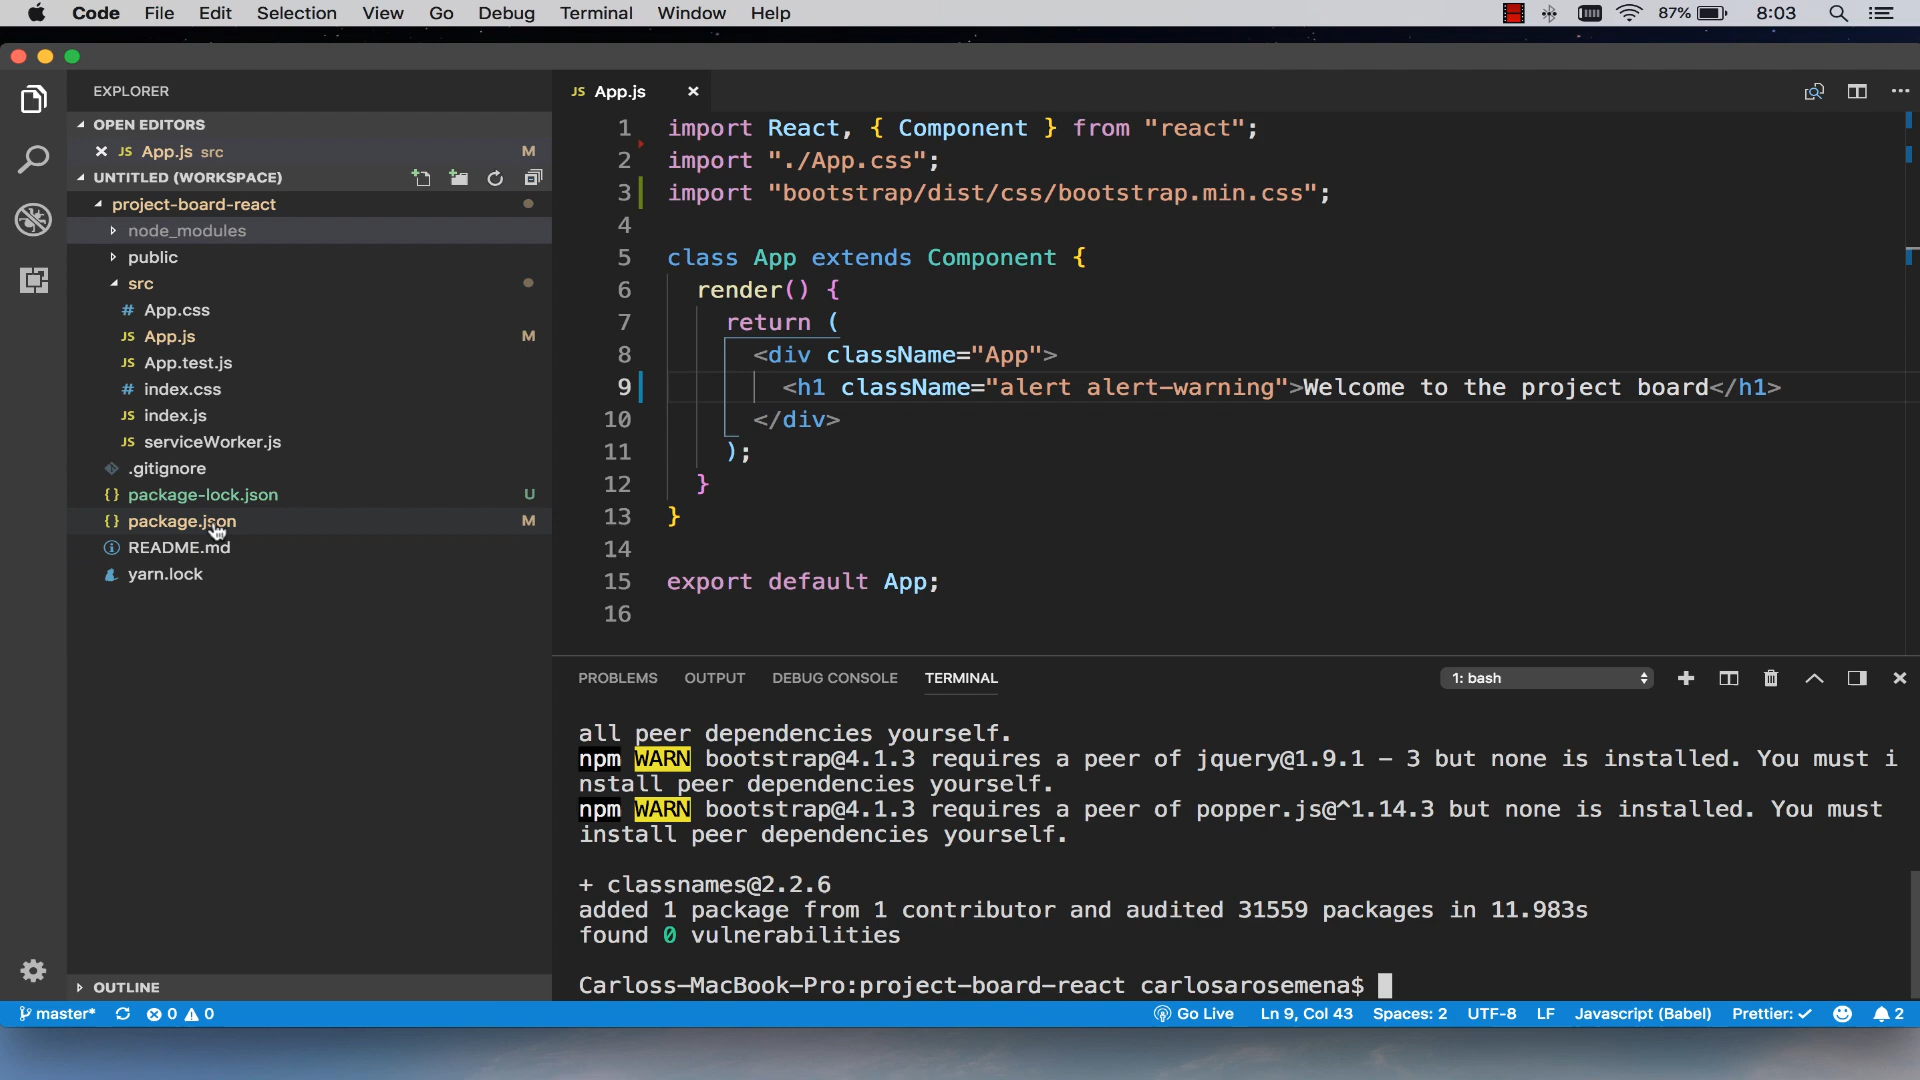 Code File Edit Selection View Go Debug Terminal Window Help 87% 8:03
EXPLORER
OPEN EDITORS
JS App.js src M
UNTITLED (WORKSPACE)
project-board-react
node_modules
public
src
# App.css
JS App.js M
JS App.test.js
# index.css
JS index.js
JS serviceWorker.js
.gitignore
{} package-lock.json U
{} package.json M
README.md
yarn.lock
OUTLINE
JS App.js
1 import React, { Component } from "react";
2 import "./App.css";
3 import "bootstrap/dist/css/bootstrap.min.css";
4
5 class App extends Component {
6 render() {
7 return (
8 <div className="App">
9 <h1 className="alert alert-warning">Welcome to the project board</h1>
10 </div>
11 );
12 }
13 }
14
15 export default App;
16
PROBLEMS OUTPUT DEBUG CONSOLE TERMINAL 1: bash
all peer dependencies yourself.
npm WARN bootstrap@4.1.3 requires a peer of jquery@1.9.1 - 3 but none is installed. You must i
nstall peer dependencies yourself.
npm WARN bootstrap@4.1.3 requires a peer of popper.js@^1.14.3 but none is installed. You must
install peer dependencies yourself.
+ classnames@2.2.6
added 1 package from 1 contributor and audited 31559 packages in 11.983s
found 0 vulnerabilities
Carloss-MacBook-Pro:project-board-react carlosarosemena$
master* 0 0 Go Live Ln 9, Col 43 Spaces: 2 UTF-8 LF Javascript (Babel) Prettier: ✓ 2